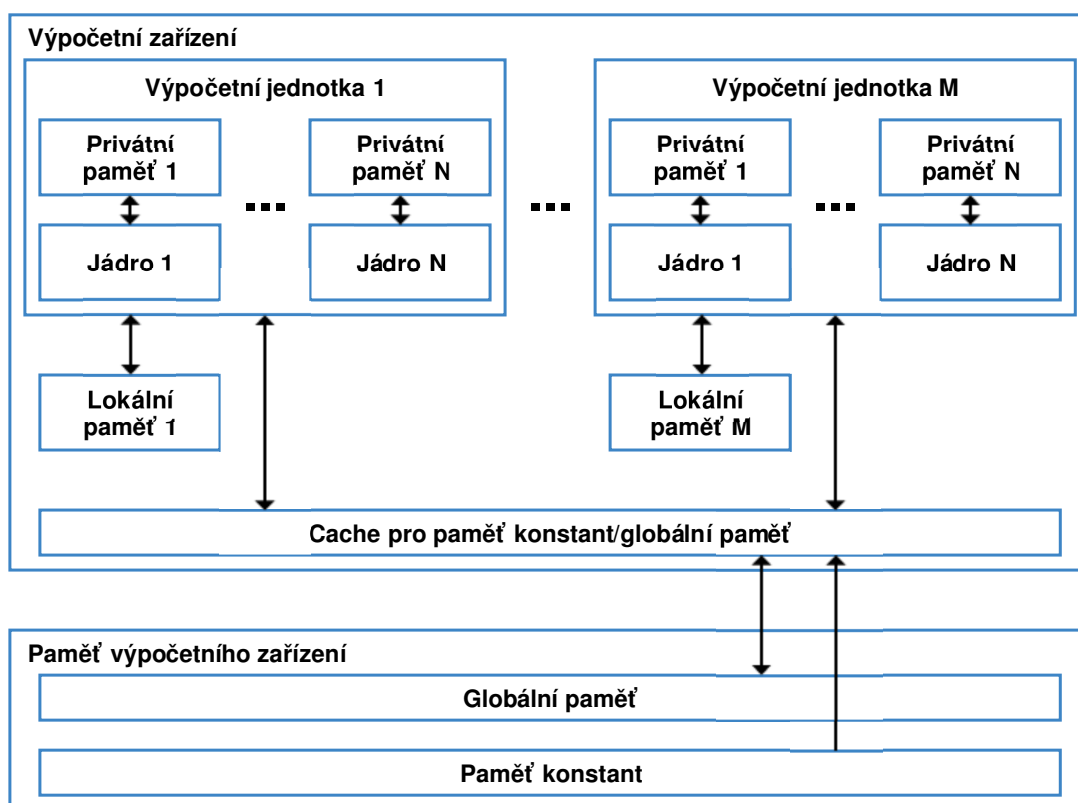 Výpočetní zařízení
Výpočetní jednotka 1
Privátní
paměť 1
Privátní
paměť N
Jádro 1
Jádro N
Lokální
paměť 1
Výpočetní jednotka M
Privátní
paměť 1
Privátní
paměť N
Jádro 1
Jádro N
Lokální
paměť M
Cache pro paměť konstant/globální paměť
Paměť výpočetního zařízení
Globální paměť
Paměť konstant